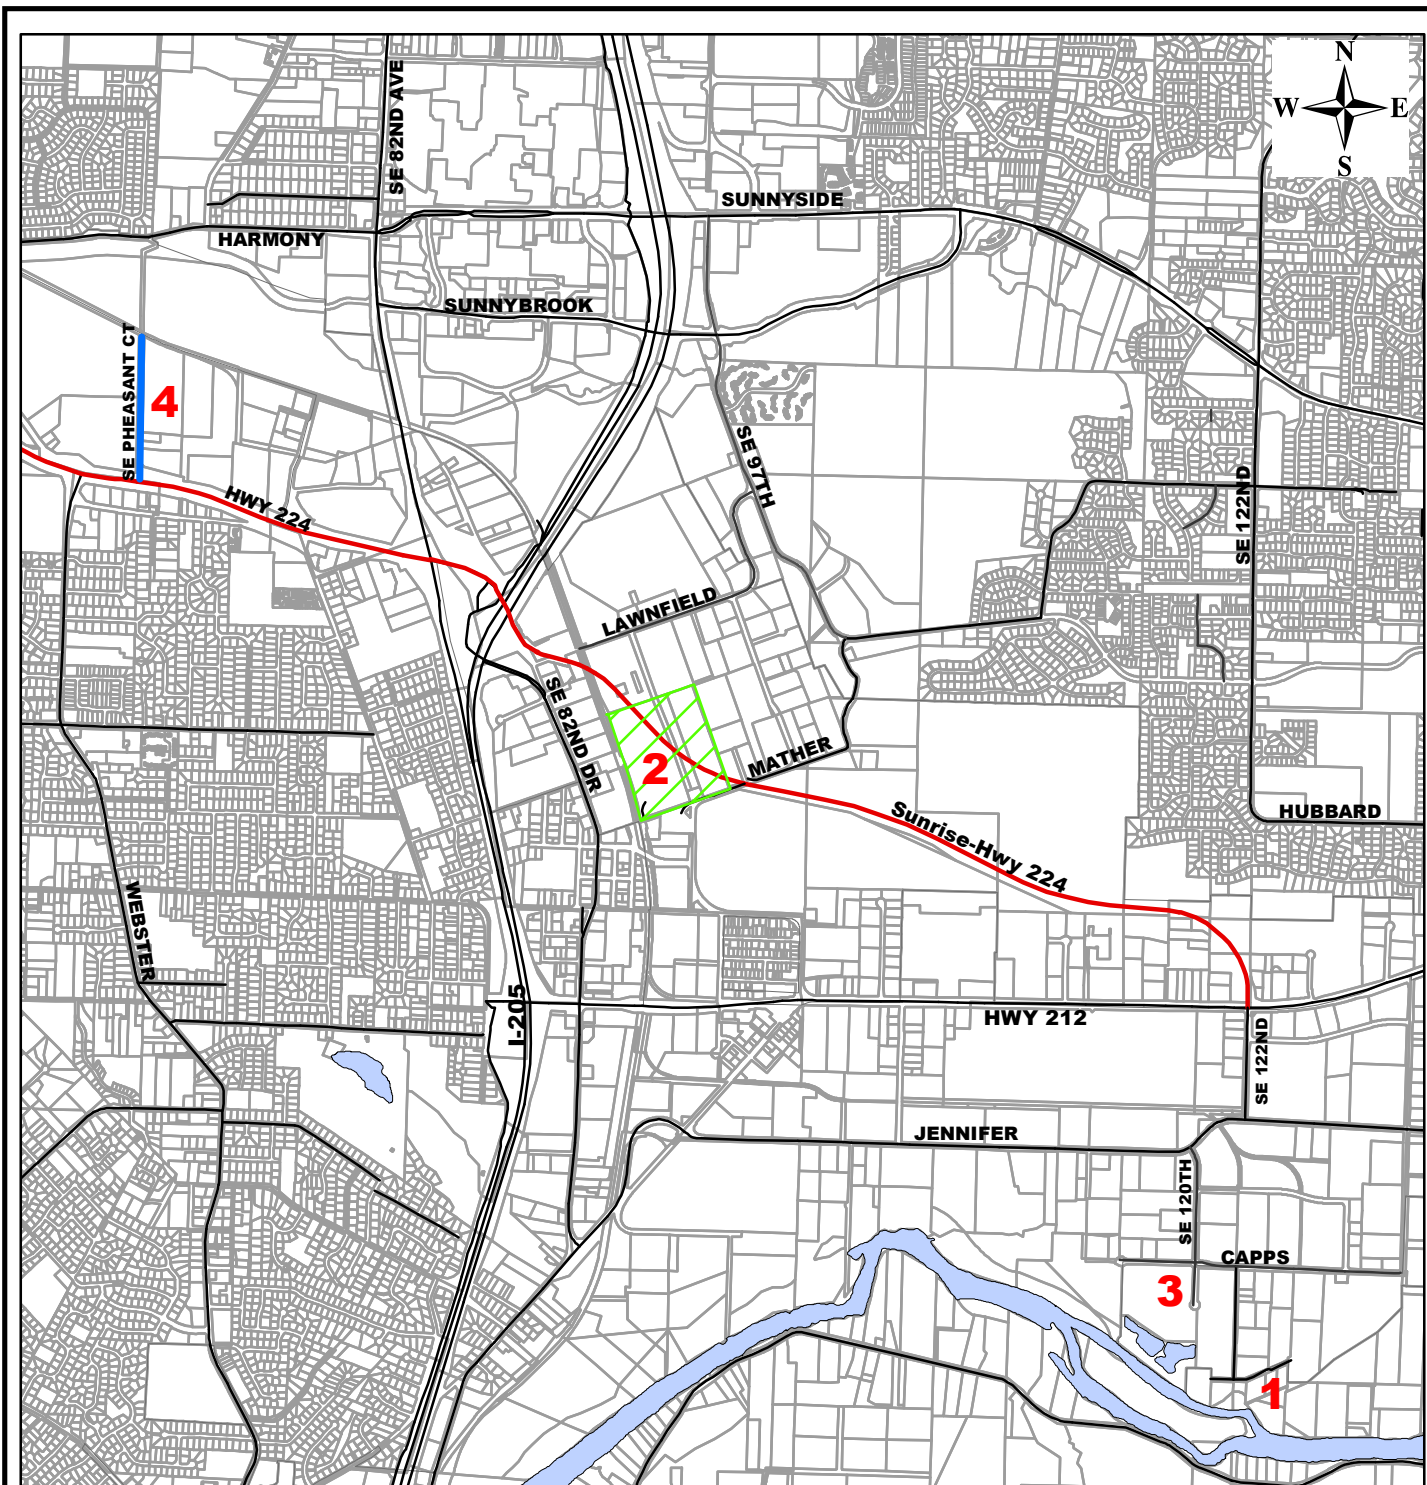 N
W E
S
SE 82ND AVE
SUNNYSIDE
HARMONY
SUNNYBROOK
SE PHEASANT CT
4
SE 97TH
HWY 224
SE 122ND
LAWNFIELD
SE 82ND DR
2
MATHER
Sunrise-Hwy 224
HUBBARD
WEBSTER
I-205
HWY 212
SE 122ND
JENNIFER
SE 120TH
CAPPS
3
1